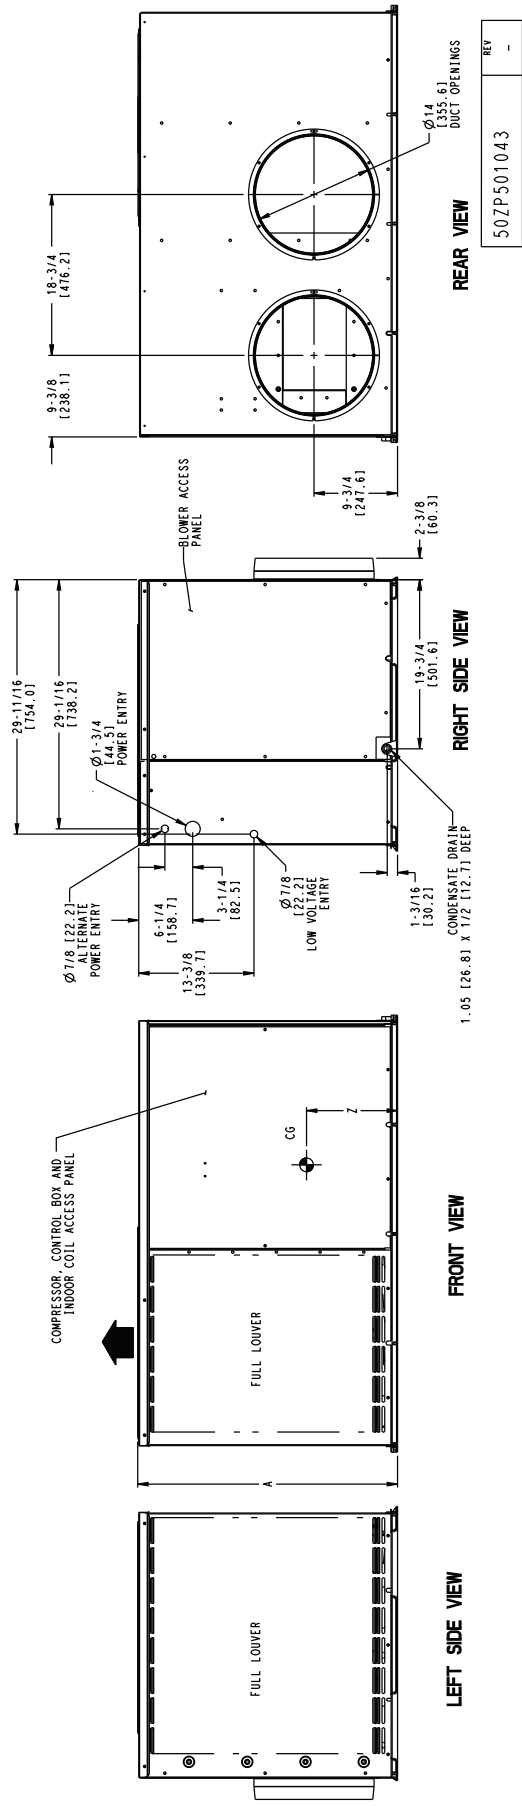 LEFT SIDE VIEW
FULL LOUVER
A
FRONT VIEW
FULL LOUVER
COMPRESSOR, CONTROL BOX AND
INDOOR COIL ACCESS PANEL
CG
Z
RIGHT SIDE VIEW
29-11/16
[754.0]
29-1/16
[738.2]
Ø7/8 [22.2]
ALTERNATE
POWER ENTRY
Ø1-3/4
[44.5]
POWER ENTRY
6-1/4
[158.7]
3-1/4
[82.5]
13-3/8
[339.7]
Ø7/8
[22.2]
LOW VOLTAGE
ENTRY
BLOWER ACCESS
PANEL
1-3/16
[30.2]
CONDENSATE DRAIN
1.05 [26.8] X 1/2 [12.7] DEEP
19-3/4
[501.6]
2-3/8
[60.3]
REAR VIEW
9-3/8
[238.1]
18-3/4
[476.2]
9-3/4
[247.6]
Ø14
[355.6]
DUCT OPENINGS
50ZP501043
REV
-